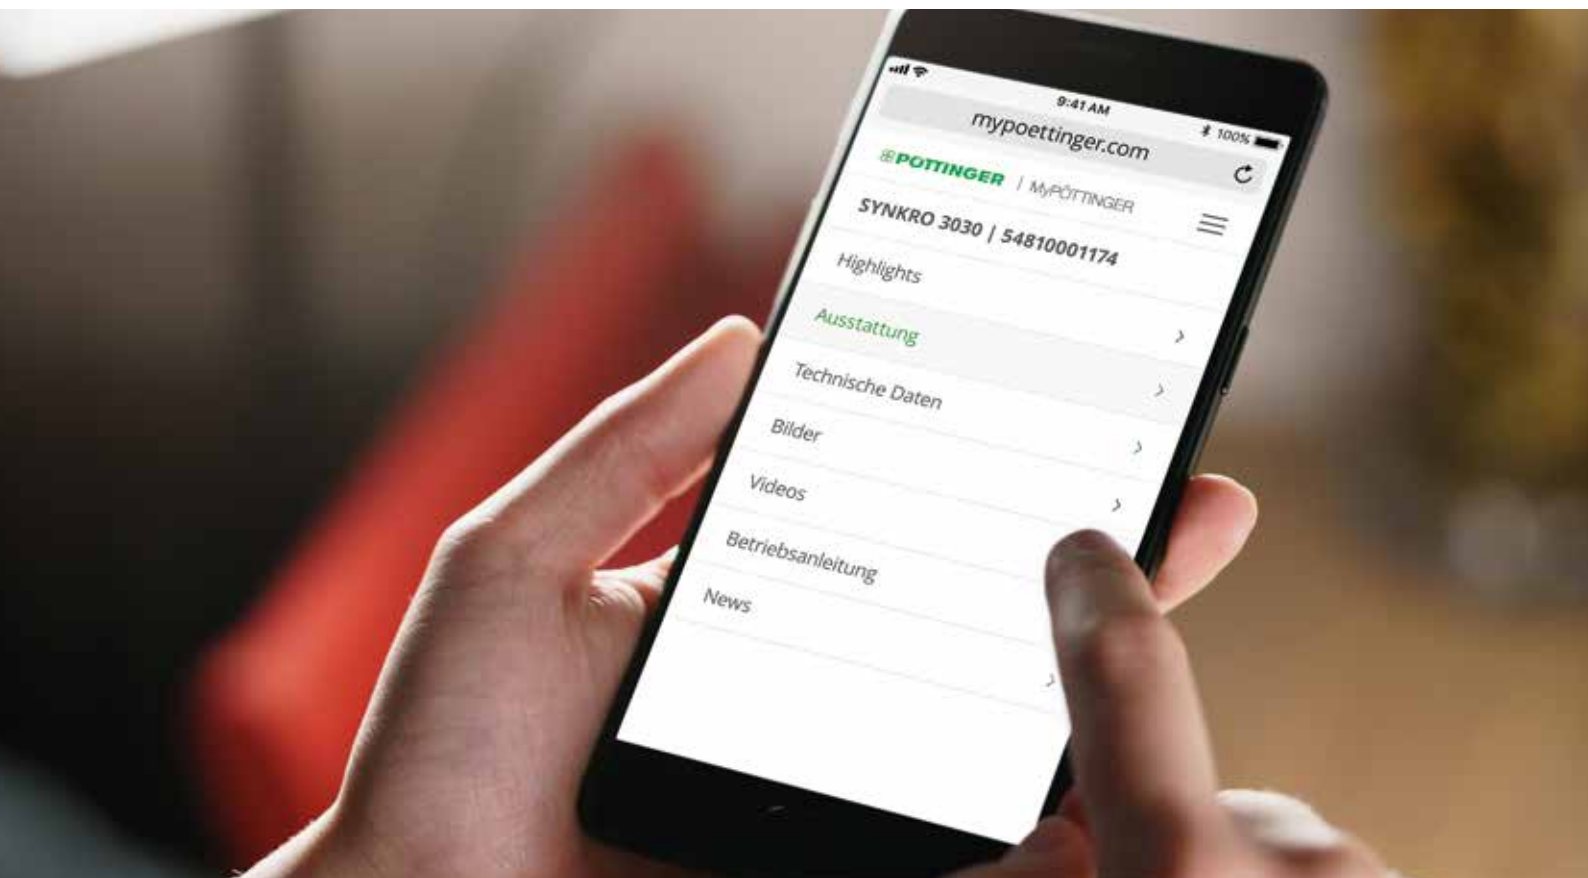 9:41 AM
100%
mypoettinger.com
PÖTTINGER | MyPÖTTINGER
SYNKRO 3030 | 54810001174
Highlights
Ausstattung
Technische Daten
Bilder
Videos
Betriebsanleitung
News